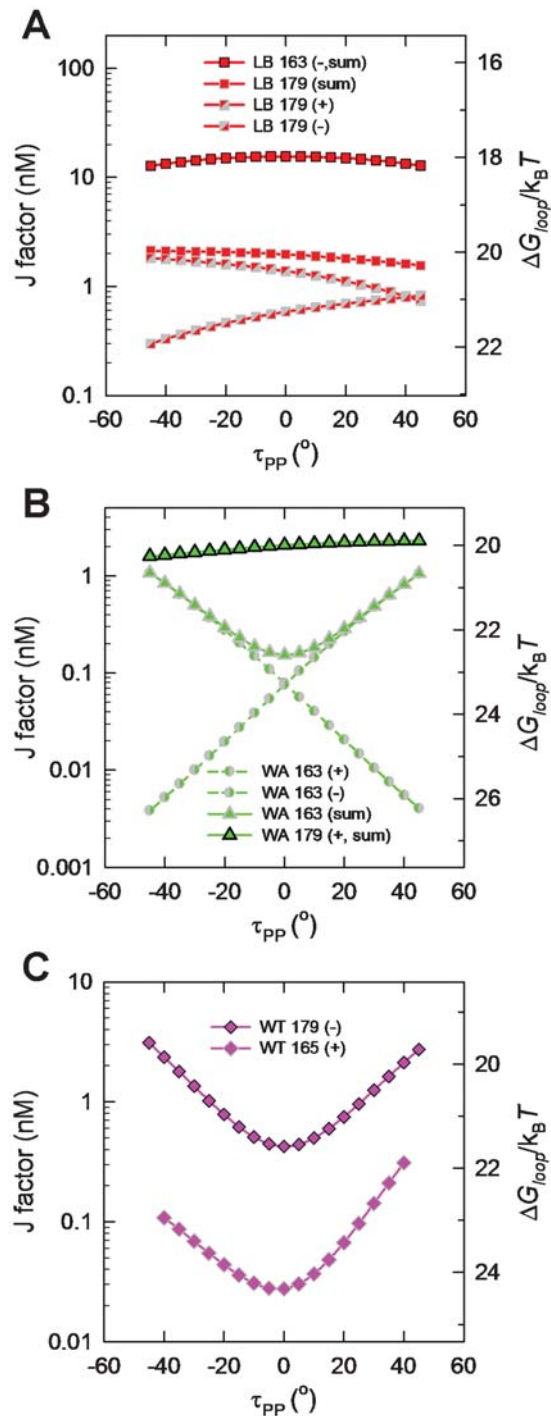 A
LB 163 (-,sum)
LB 179 (sum)
LB 179 (+)
LB 179 (-)
100
10
1
0.1
J factor (nM)
16
18
20
22
ΔG_loop/k_BT
-60 -40 -20 0 20 40 60
τ_PP (°)
B
1
0.1
0.01
0.001
J factor (nM)
WA 163 (+)
WA 163 (-)
WA 163 (sum)
WA 179 (+, sum)
20
22
24
26
ΔG_loop/k_BT
-60 -40 -20 0 20 40 60
τ_PP (°)
C
WT 179 (-)
WT 165 (+)
10
1
0.1
0.01
J factor (nM)
20
22
24
ΔG_loop/k_BT
-60 -40 -20 0 20 40 60
τ_PP (°)